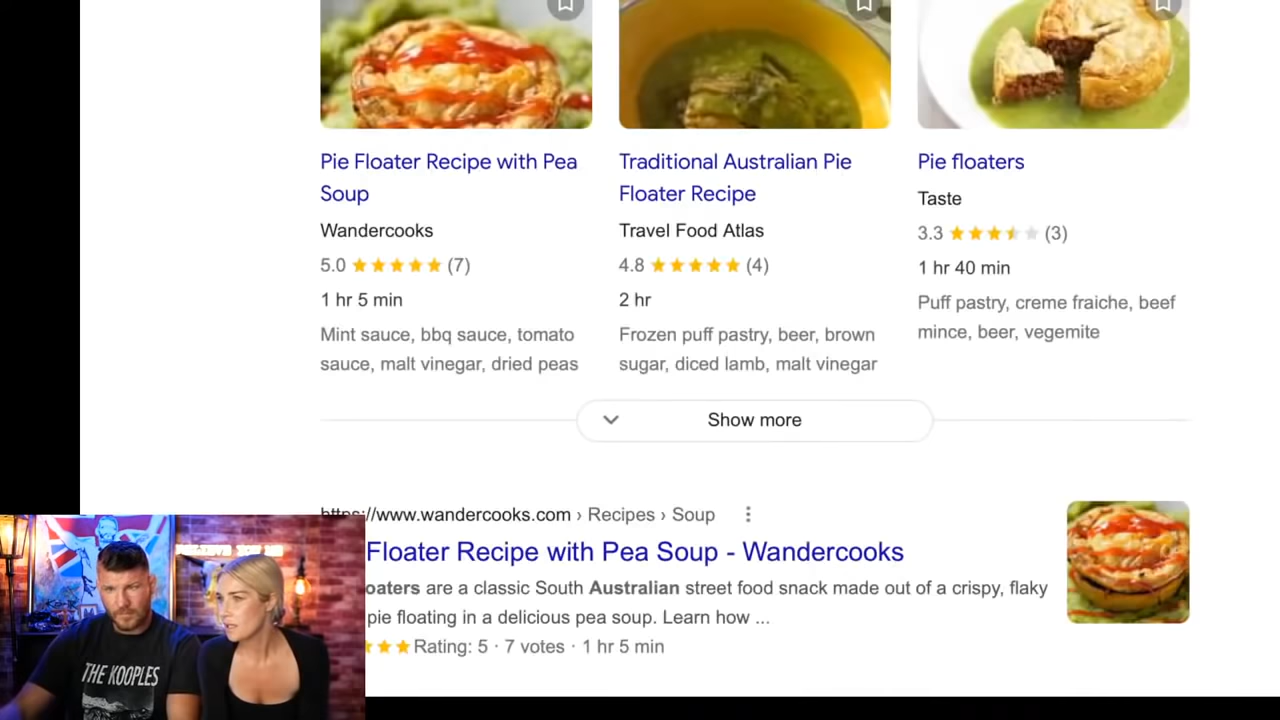 Pie Floater Recipe with Pea
Soup
Wandercooks
5.0 (7)
1 hr 5 min
Mint sauce, bbq sauce, tomato
sauce, malt vinegar, dried peas
Traditional Australian Pie
Floater Recipe
Travel Food Atlas
4.8 (4)
2 hr
Frozen puff pastry, beer, brown
sugar, diced lamb, malt vinegar
Pie floaters
Taste
3.3 (3)
1 hr 40 min
Puff pastry, creme fraiche, beef
mince, beer, vegemite
Show more
https://www.wandercooks.com › Recipes › Soup
Floater Recipe with Pea Soup - Wandercooks
oaters are a classic South Australian street food snack made out of a crispy, flaky
pie floating in a delicious pea soup. Learn how ...
Rating: 5 · 7 votes · 1 hr 5 min
THE KOOPLES